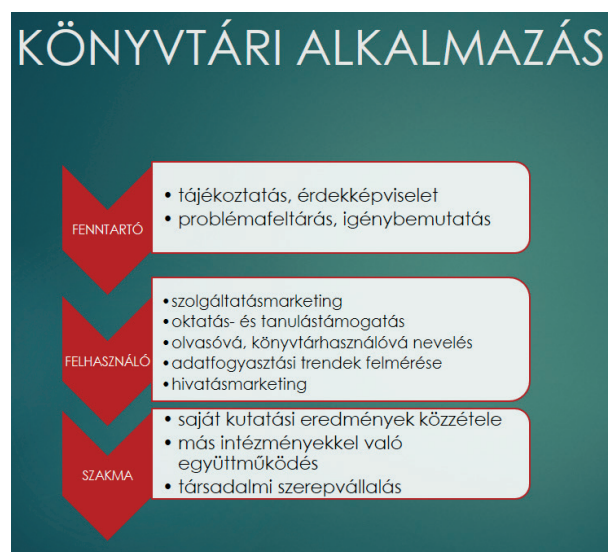 KÖNYVTÁRI ALKALMAZÁS
FENNTARTÓ
• tájékoztatás, érdekképviselet
• problémafeltárás, igénybemutatás
FELHASZNÁLÓ
•szolgáltatásmarketing
•oktatás- és tanulástámogatás
•olvasóvá, könyvtárhasználóvá nevelés
•adatfogyasztási trendek felmérése
•hivatásmarketing
SZAKMA
• saját kutatási eredmények közzétele
• más intézményekkel való
együttműködés
• társadalmi szerepvállalás